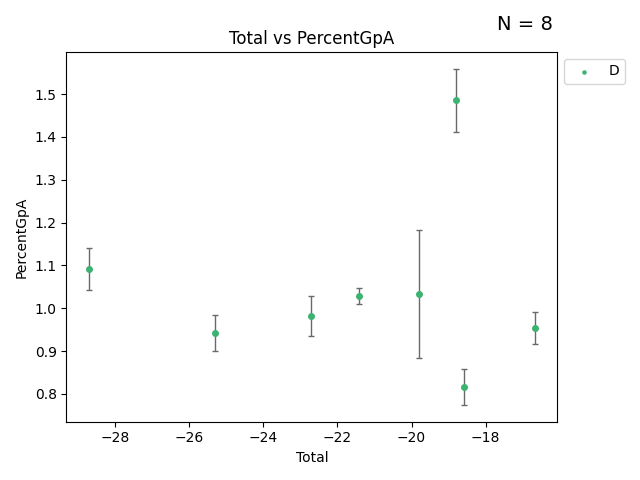 N = 8
Total vs PercentGpA
D
PercentGpA
1.5
1.4
1.3
1.2
1.1
1.0
0.9
0.8
−28 −26 −24 −22 −20 −18
Total